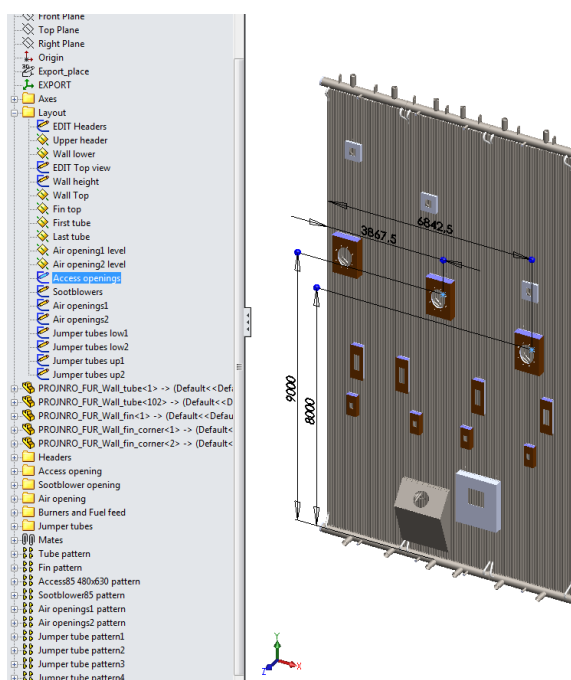 Front Plane
Top Plane
Right Plane
Origin
3D
Export_place
EXPORT
Axes
Layout
EDIT Headers
Upper header
Wall lower
EDIT Top view
Wall height
Wall Top
Fin top
First tube
Last tube
Air opening1 level
Air opening2 level
Access openings
Sootblowers
Air openings1
Air openings2
Jumper tubes low1
Jumper tubes low2
Jumper tubes up1
Jumper tubes up2
PROJNRO_FUR_Wall_tube<1> -> (Default<<Defa
PROJNRO_FUR_Wall_tube<102> -> (Default<<D
PROJNRO_FUR_Wall_fin<1> -> (Default<<Defau
PROJNRO_FUR_Wall_fin_corner<1> -> (Default<
PROJNRO_FUR_Wall_fin_corner<2> -> (Default<
Headers
Access opening
Sootblower opening
Air opening
Burners and Fuel feed
Jumper tubes
Mates
Tube pattern
Fin pattern
Access85 480x630 pattern
Sootblower85 pattern
Air openings1 pattern
Air openings2 pattern
Jumper tube pattern1
Jumper tube pattern2
Jumper tube pattern3
Jumper tube pattern4
6842,5
3867,5
9000
8000
Y
Z
X